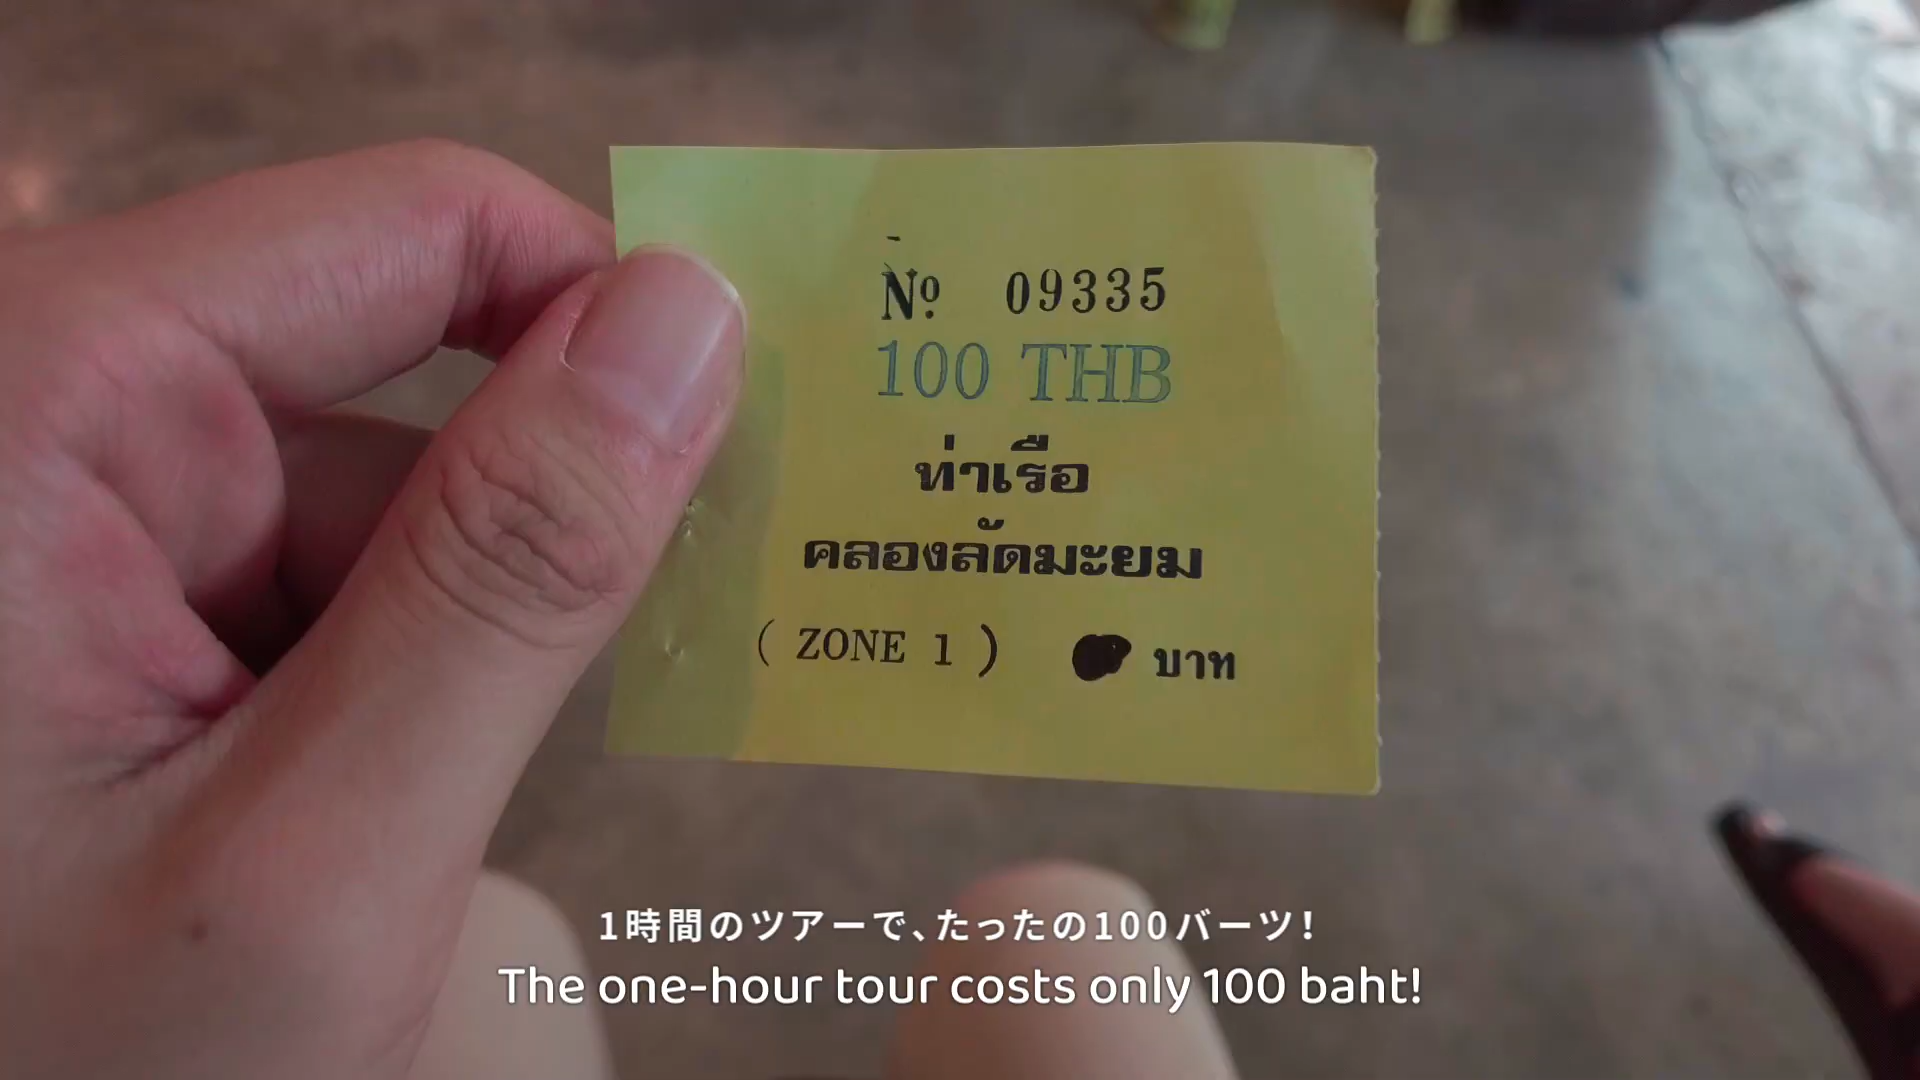 Nº 09335
100 THB
ท่าเรือ
คลองลัดมะยม
( ZONE 1 ) บาท
1時間のツアーで、たったの100バーツ!
The one-hour tour costs only 100 baht!